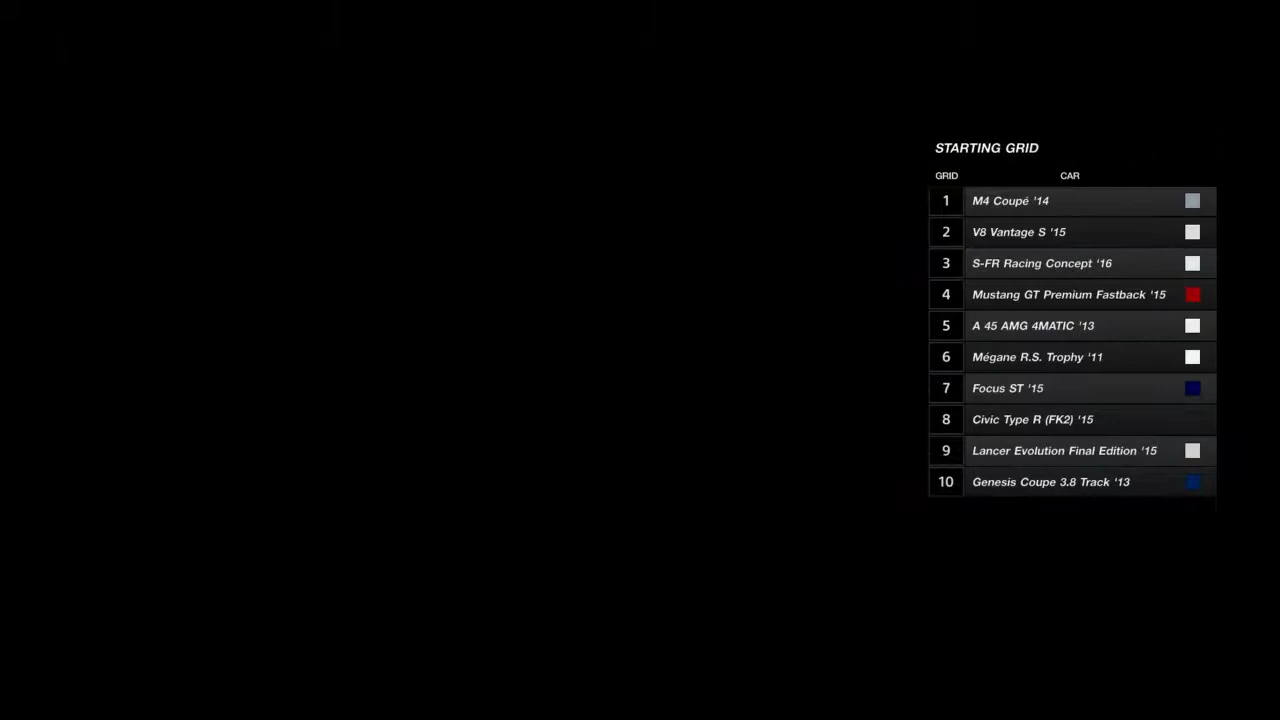 STARTING GRID
GRID CAR
1 M4 Coupé '14
2 V8 Vantage S '15
3 S-FR Racing Concept '16
4 Mustang GT Premium Fastback '15
5 A 45 AMG 4MATIC '13
6 Mégane R.S. Trophy '11
7 Focus ST '15
8 Civic Type R (FK2) '15
9 Lancer Evolution Final Edition '15
10 Genesis Coupe 3.8 Track '13